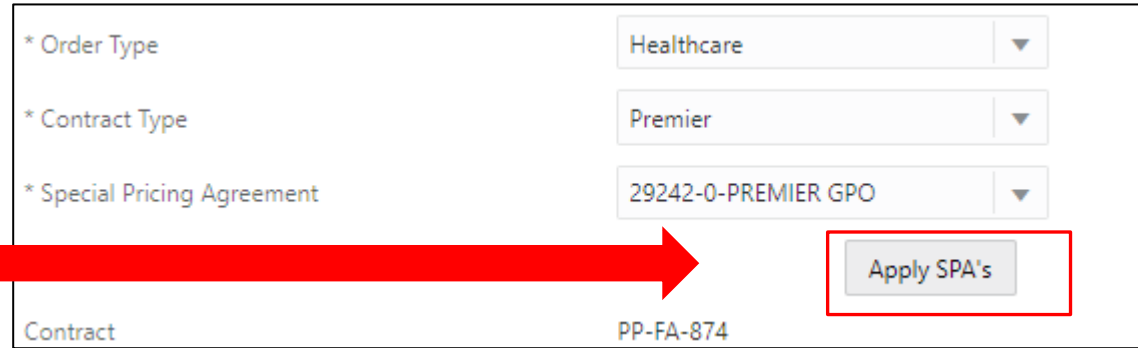 * Order Type Healthcare
* Contract Type Premier
* Special Pricing Agreement 29242-0-PREMIER GPO
Apply SPA's
Contract PP-FA-874